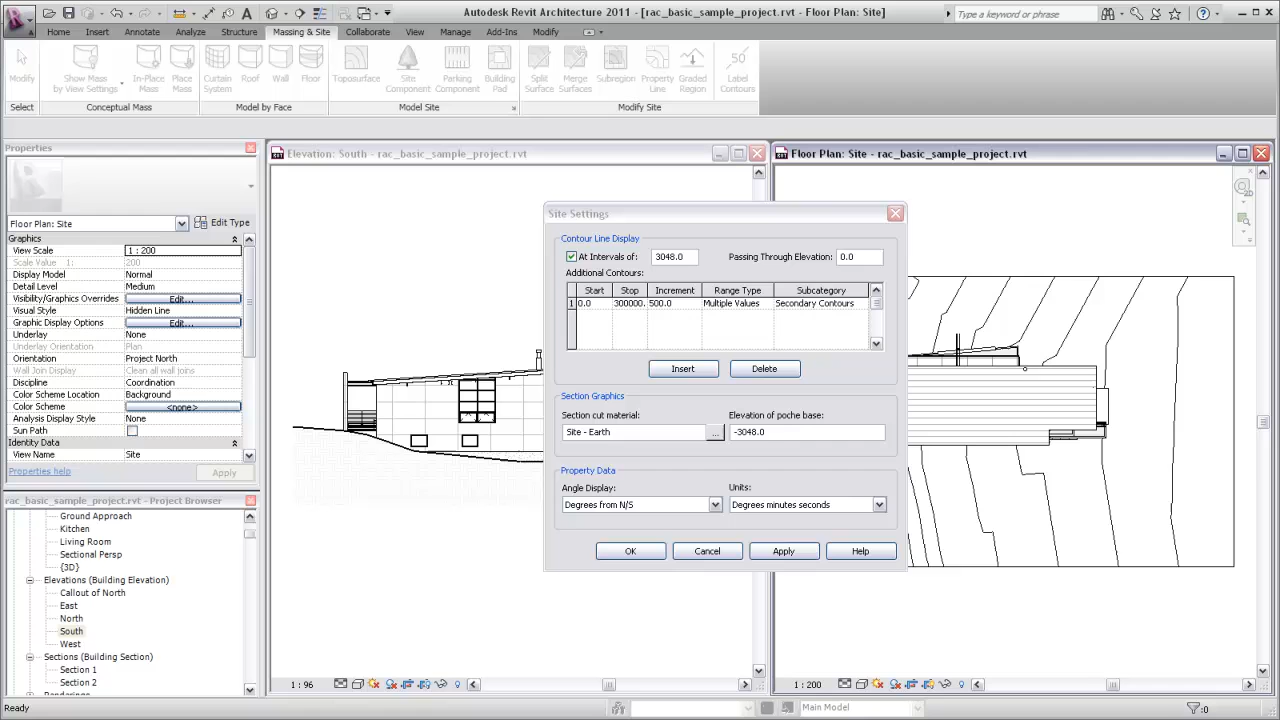 Autodesk Revit Architecture 2011 - [rac_basic_sample_project.rvt - Floor Plan: Site]
Type a keyword or phrase
Home Insert Annotate Analyze Structure Massing & Site Collaborate View Manage Add-Ins Modify
Modify
Show Mass
by View Settings
In-Place
Mass
Place
Mass
Curtain
System
Roof
Wall
Floor
Toposurface
Site
Component
Parking
Component
Building
Pad
Split
Surface
Merge
Surfaces
Subregion
Property
Line
Graded
Region
50
Label
Contours
Select
Conceptual Mass
Model by Face
Model Site
Modify Site
Properties
Floor Plan: Site
Edit Type
Graphics
View Scale 1 : 200
Scale Value 1: 200
Display Model Normal
Detail Level Medium
Visibility/Graphics Overrides Edit...
Visual Style Hidden Line
Graphic Display Options Edit...
Underlay None
Underlay Orientation Plan
Orientation Project North
Wall Join Display Clean all wall joins
Discipline Coordination
Color Scheme Location Background
Color Scheme <none>
Analysis Display Style None
Sun Path
Identity Data
View Name Site
Properties help
Apply
rac_basic_sample_project.rvt - Project Browser
Ground Approach
Kitchen
Living Room
Sectional Persp
{3D}
Elevations (Building Elevation)
Callout of North
East
North
South
West
Sections (Building Section)
Section 1
Section 2
Renderings
Elevation: South - rac_basic_sample_project.rvt
Floor Plan: Site - rac_basic_sample_project.rvt
Site Settings
Contour Line Display
At Intervals of: 3048.0 Passing Through Elevation: 0.0
Additional Contours:
Start Stop Increment Range Type Subcategory
1 0.0 300000. 500.0 Multiple Values Secondary Contours
Insert Delete
Section Graphics
Section cut material: Elevation of poche base:
Site - Earth ... -3048.0
Property Data
Angle Display: Units:
Degrees from N/S Degrees minutes seconds
OK Cancel Apply Help
1 : 96
1 : 200
Ready
Main Model
:0